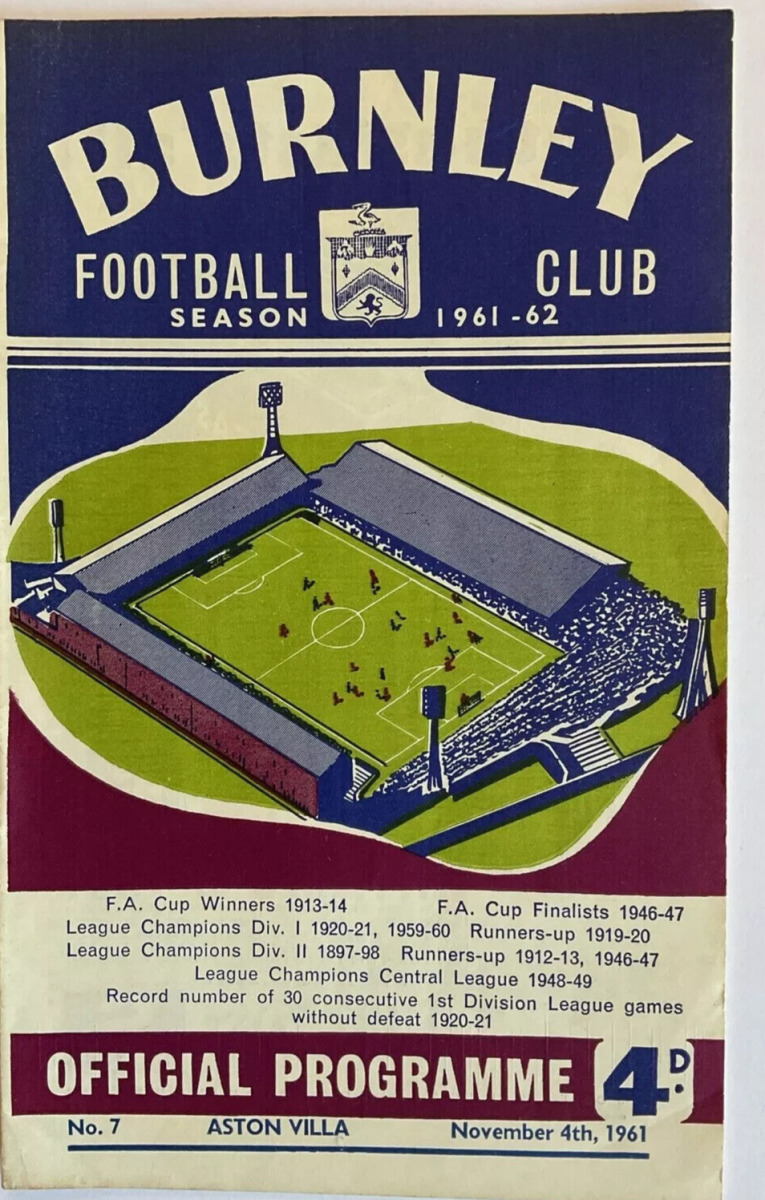 BURNLEY
FOOTBALL CLUB
SEASON 1961-62
F.A. Cup Winners 1913-14 F.A. Cup Finalists 1946-47
League Champions Div. I 1920-21, 1959-60 Runners-up 1919-20
League Champions Div. II 1897-98 Runners-up 1912-13, 1946-47
League Champions Central League 1948-49
Record number of 30 consecutive 1st Division League games
without defeat 1920-21
OFFICIAL PROGRAMME 4D.
No. 7 ASTON VILLA November 4th, 1961